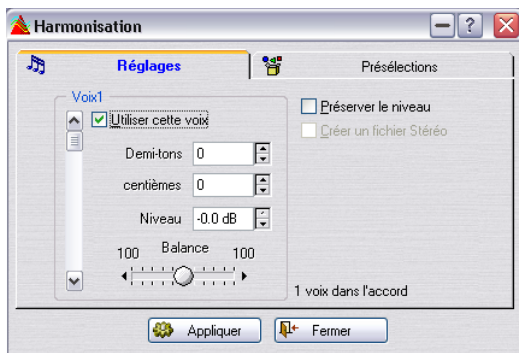 Harmonisation
Réglages
Présélections
Voix1
Utiliser cette voix
Préserver le niveau
Créer un fichier Stéréo
Demi-tons 0
centièmes 0
Niveau -0.0 dB
100 Balance 100
1 voix dans l'accord
Appliquer
Fermer